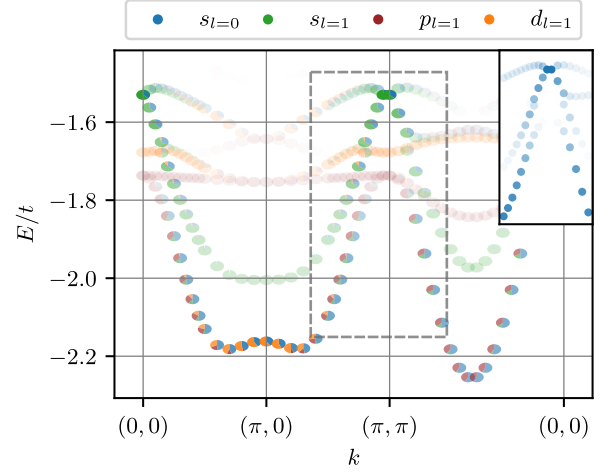 s_{l=0} s_{l=1} p_{l=1} d_{l=1}
−1.6
−1.8
−2.0
−2.2
E/t
(0, 0) (π, 0) (π, π) (0, 0)
k